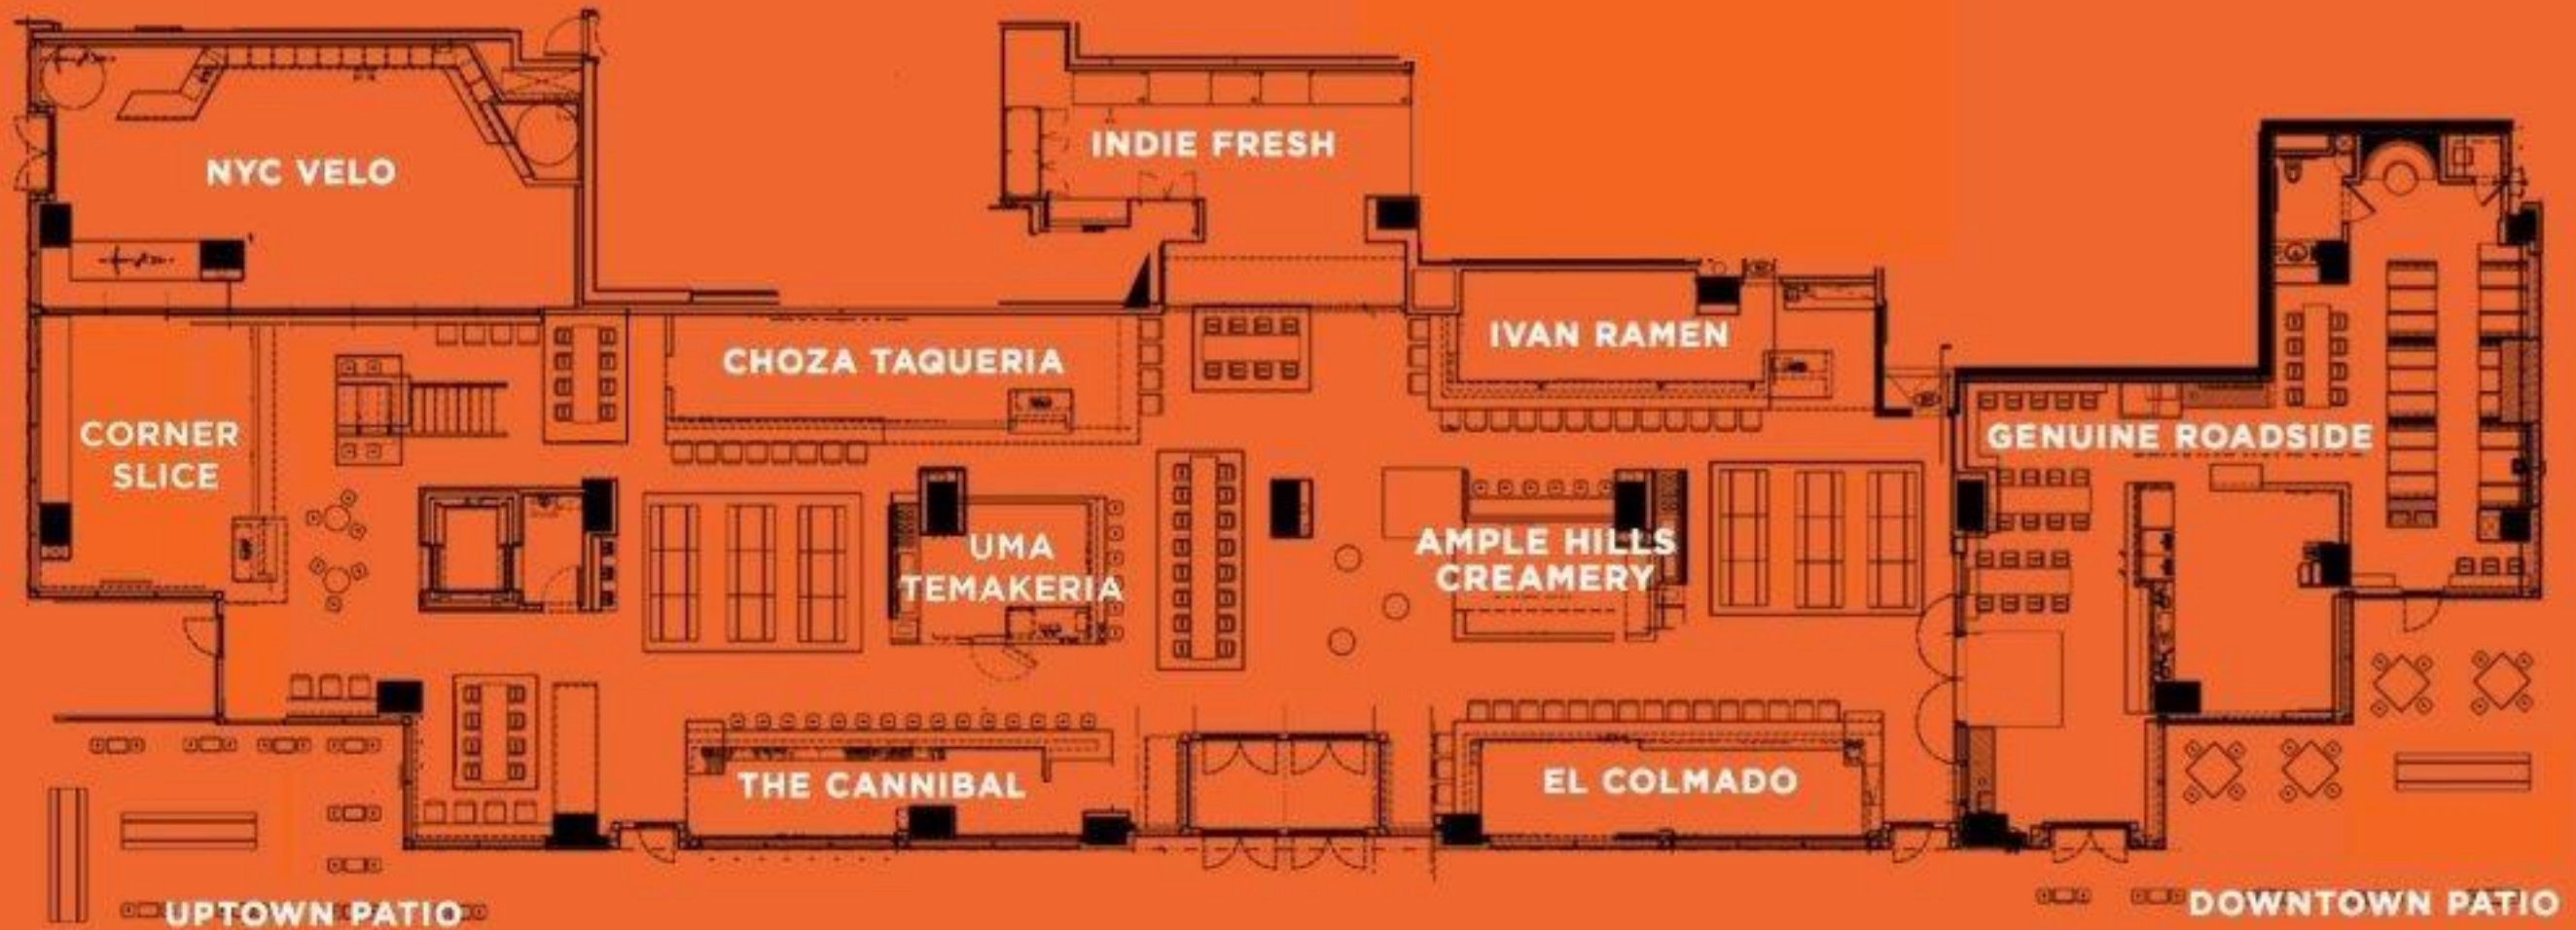 NYC VELO
INDIE FRESH
CHOZA TAQUERIA
IVAN RAMEN
CORNER
SLICE
GENUINE ROADSIDE
UMA
TEMAKERIA
AMPLE HILLS
CREAMERY
THE CANNIBAL
EL COLMADO
UPTOWN PATIO
DOWNTOWN PATIO